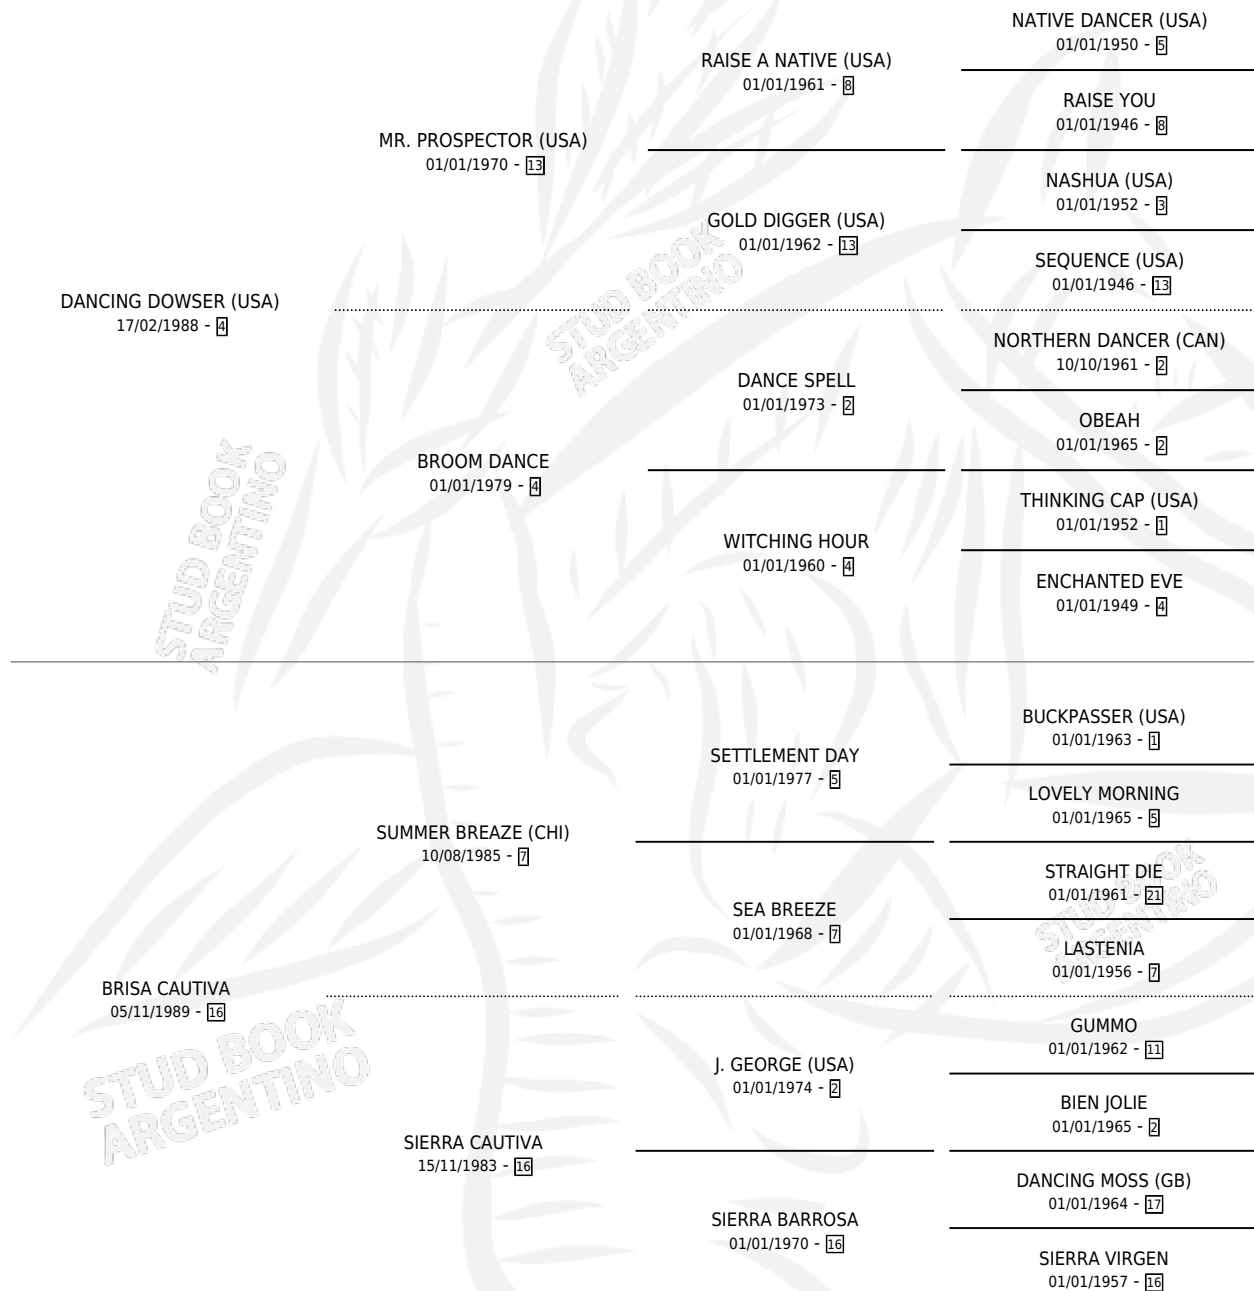 NATIVE DANCER (USA)
01/01/1950 - 5
RAISE A NATIVE (USA)
01/01/1961 - 8
RAISE YOU
01/01/1946 - 8
MR. PROSPECTOR (USA)
01/01/1970 - 13
NASHUA (USA)
01/01/1952 - 3
GOLD DIGGER (USA)
01/01/1962 - 13
SEQUENCE (USA)
01/01/1946 - 13
DANCING DOWSER (USA)
17/02/1988 - 4
NORTHERN DANCER (CAN)
10/10/1961 - 2
DANCE SPELL
01/01/1973 - 2
OBEAH
01/01/1965 - 2
BROOM DANCE
01/01/1979 - 4
THINKING CAP (USA)
01/01/1952 - 1
WITCHING HOUR
01/01/1960 - 4
ENCHANTED EVE
01/01/1949 - 4
BUCKPASSER (USA)
01/01/1963 - 1
SETTLEMENT DAY
01/01/1977 - 5
LOVELY MORNING
01/01/1965 - 5
SUMMER BREAZE (CHI)
10/08/1985 - 7
STRAIGHT DIE
01/01/1961 - 21
SEA BREEZE
01/01/1968 - 7
LASTENIA
01/01/1956 - 7
BRISA CAUTIVA
05/11/1989 - 16
GUMMO
01/01/1962 - 11
J. GEORGE (USA)
01/01/1974 - 2
BIEN JOLIE
01/01/1965 - 2
SIERRA CAUTIVA
15/11/1983 - 16
DANCING MOSS (GB)
01/01/1964 - 17
SIERRA BARROSA
01/01/1970 - 16
SIERRA VIRGEN
01/01/1957 - 16
STUD BOOK
ARGENTINO
STUD BOOK
ARGENTINO
STUD BOOK
ARGENTINO
STUD BOOK
ARGENTINO